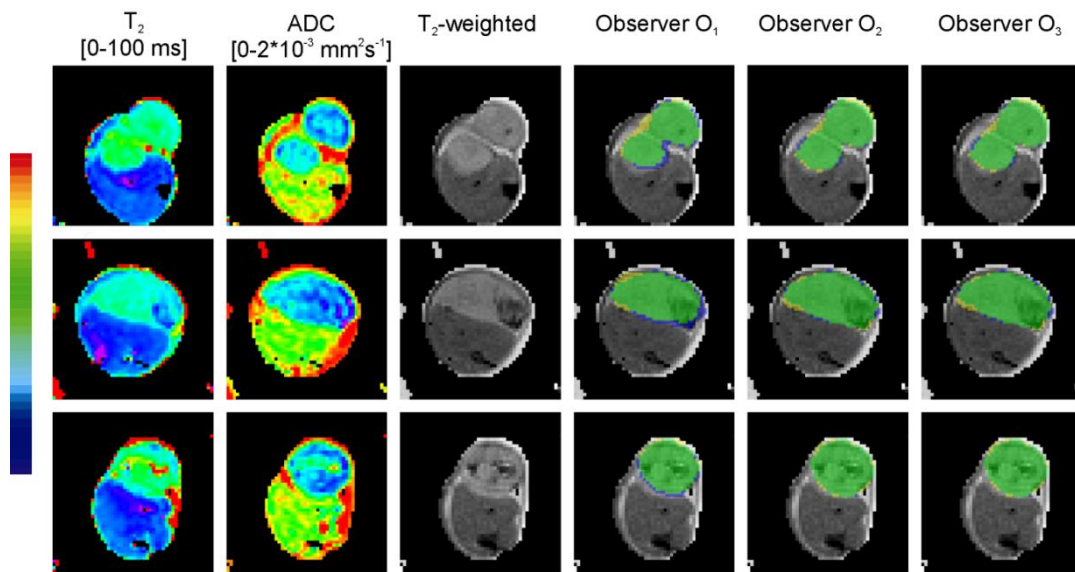 T₂
[0-100 ms]
ADC
[0-2*10⁻³ mm²s⁻¹]
T₂-weighted
Observer O₁
Observer O₂
Observer O₃